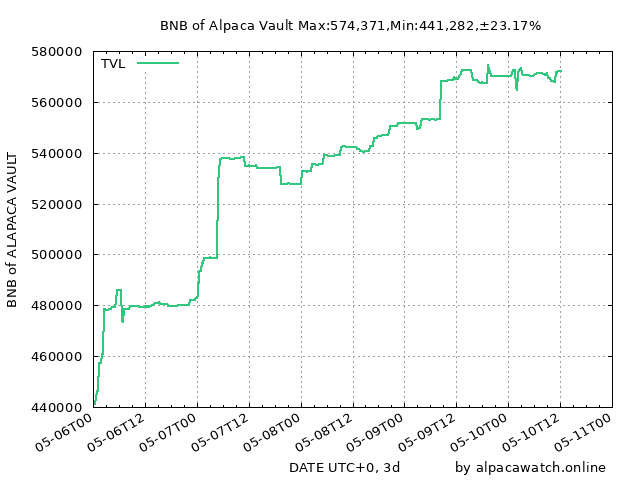 BNB of Alpaca Vault Max:574,371,Min:441,282,±23.17%
TVL
BNB of ALAPACA VAULT
580000
560000
540000
520000
500000
480000
460000
440000
05-06T00
05-06T12
05-07T00
05-07T12
05-08T00
05-08T12
05-09T00
05-09T12
05-10T00
05-10T12
05-11T00
DATE UTC+0, 3d
by alpacawatch.online